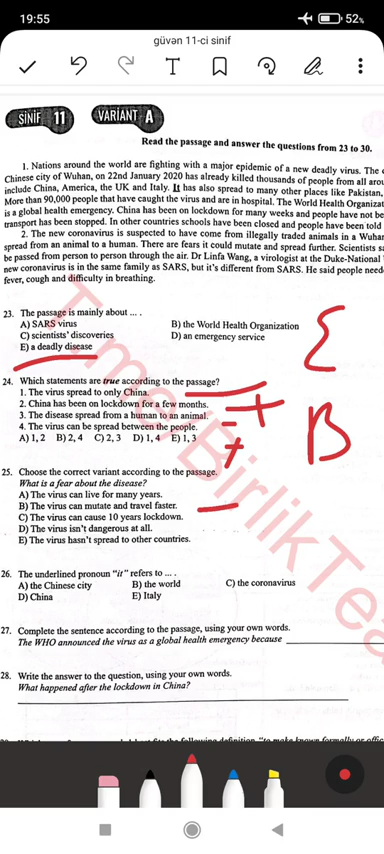 19:55
52%
güvən 11-ci sinif
T
SİNİF 11 VARIANT A
Read the passage and answer the questions from 23 to 30.
1. Nations around the world are fighting with a major epidemic of a new deadly virus. The
Chinese city of Wuhan, on 22nd January 2020 has already killed thousands of people from all
include China, America, the UK and Italy. It has also spread to many other places like Pakistan,
More than 90,000 people that have caught the virus and are in hospital. The World Health
is a global health emergency. China has been on lockdown for many weeks and people have not be
transport has been stopped. In other countries schools have been closed and people have been told
2. The new coronavirus is suspected to have come from illegally traded animals in a
spread from an animal to a human. There are fears it could mutate and spread further. Scientists
be passed from person to person through the air. Dr Linfa Wang, a virologist at the Duke-National
new coronavirus is in the same family as SARS, but it's different from SARS. He said people
fever, cough and difficulty in breathing.
23. The passage is mainly about ... .
A) SARS virus B) the World Health Organization
C) scientists' discoveries D) an emergency service
E) a deadly disease
E
24. Which statements are true according to the passage?
1. The virus spread to only China.
2. China has been on lockdown for a few months.
3. The disease spread from a human to an animal.
4. The virus can be spread between the people.
A) 1, 2 B) 2, 4 C) 2, 3 D) 1, 4 E) 1, 3
B
25. Choose the correct variant according to the passage.
What is a fear about the disease?
A) The virus can live for many years.
B) The virus can mutate and travel faster.
C) The virus can cause 10 years lockdown.
D) The virus isn't dangerous at all.
E) The virus hasn't spread to other countries.
26. The underlined pronoun "it" refers to ... .
A) the Chinese city B) the world C) the coronavirus
D) China E) Italy
27. Complete the sentence according to the passage, using your own words.
The WHO announced the virus as a global health emergency because
28. Write the answer to the question, using your own words.
What happened after the lockdown in China?
T.me/BirlikTea